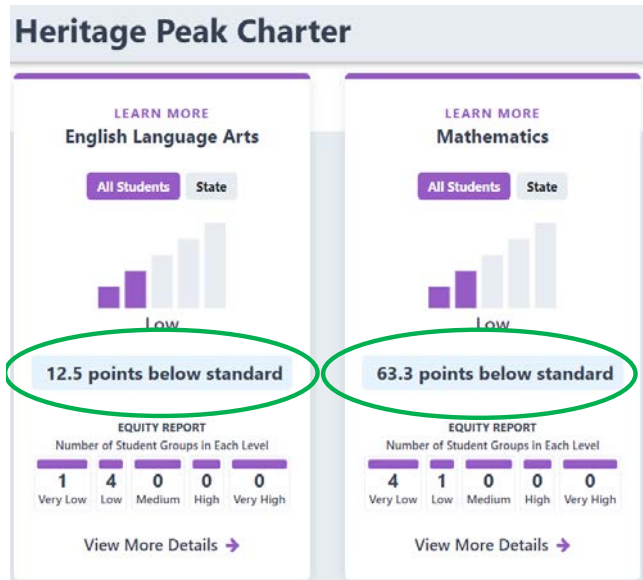 Heritage Peak Charter
LEARN MORE
English Language Arts
All Students State
Low
12.5 points below standard
EQUITY REPORT
Number of Student Groups in Each Level
1 4 0 0 0
Very Low Low Medium High Very High
View More Details →
LEARN MORE
Mathematics
All Students State
Low
63.3 points below standard
EQUITY REPORT
Number of Student Groups in Each Level
4 1 0 0 0
Very Low Low Medium High Very High
View More Details →